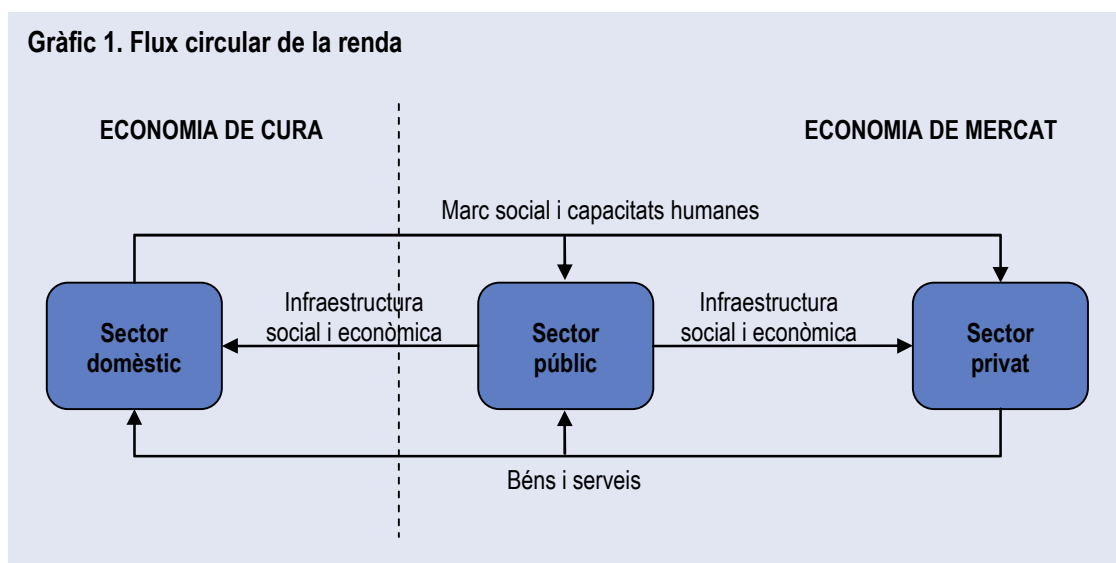 Gràfic 1. Flux circular de la renda
ECONOMIA DE CURA
ECONOMIA DE MERCAT
Marc social i capacitats humanes
Sector
domèstic
Infraestructura
social i econòmica
Sector
públic
Infraestructura
social i econòmica
Sector
privat
Béns i serveis